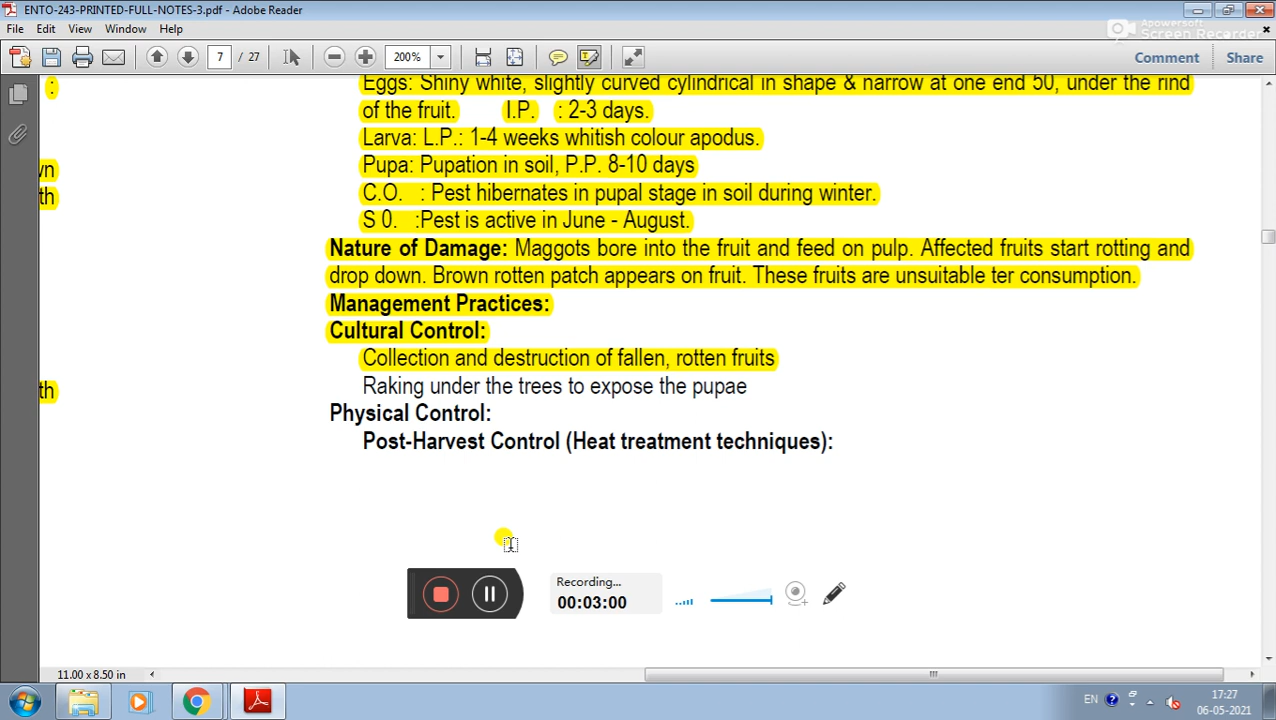 ENTO-243-PRINTED-FULL-NOTES-3.pdf - Adobe Reader
File Edit View Window Help
Apowersoft
Screen Recorder
7 / 27 200% Comment Share
: Eggs: Shiny white, slightly curved cylindrical in shape & narrow at one end 50, under the rind
of the fruit. I.P. : 2-3 days.
Larva: L.P.: 1-4 weeks whitish colour apodus.
wn Pupa: Pupation in soil, P.P. 8-10 days
th C.O. : Pest hibernates in pupal stage in soil during winter.
S 0. :Pest is active in June - August.
Nature of Damage: Maggots bore into the fruit and feed on pulp. Affected fruits start rotting and
drop down. Brown rotten patch appears on fruit. These fruits are unsuitable ter consumption.
Management Practices:
Cultural Control:
Collection and destruction of fallen, rotten fruits
th Raking under the trees to expose the pupae
Physical Control:
Post-Harvest Control (Heat treatment techniques):
Recording...
00:03:00
11.00 x 8.50 in
EN 17:27
06-05-2021